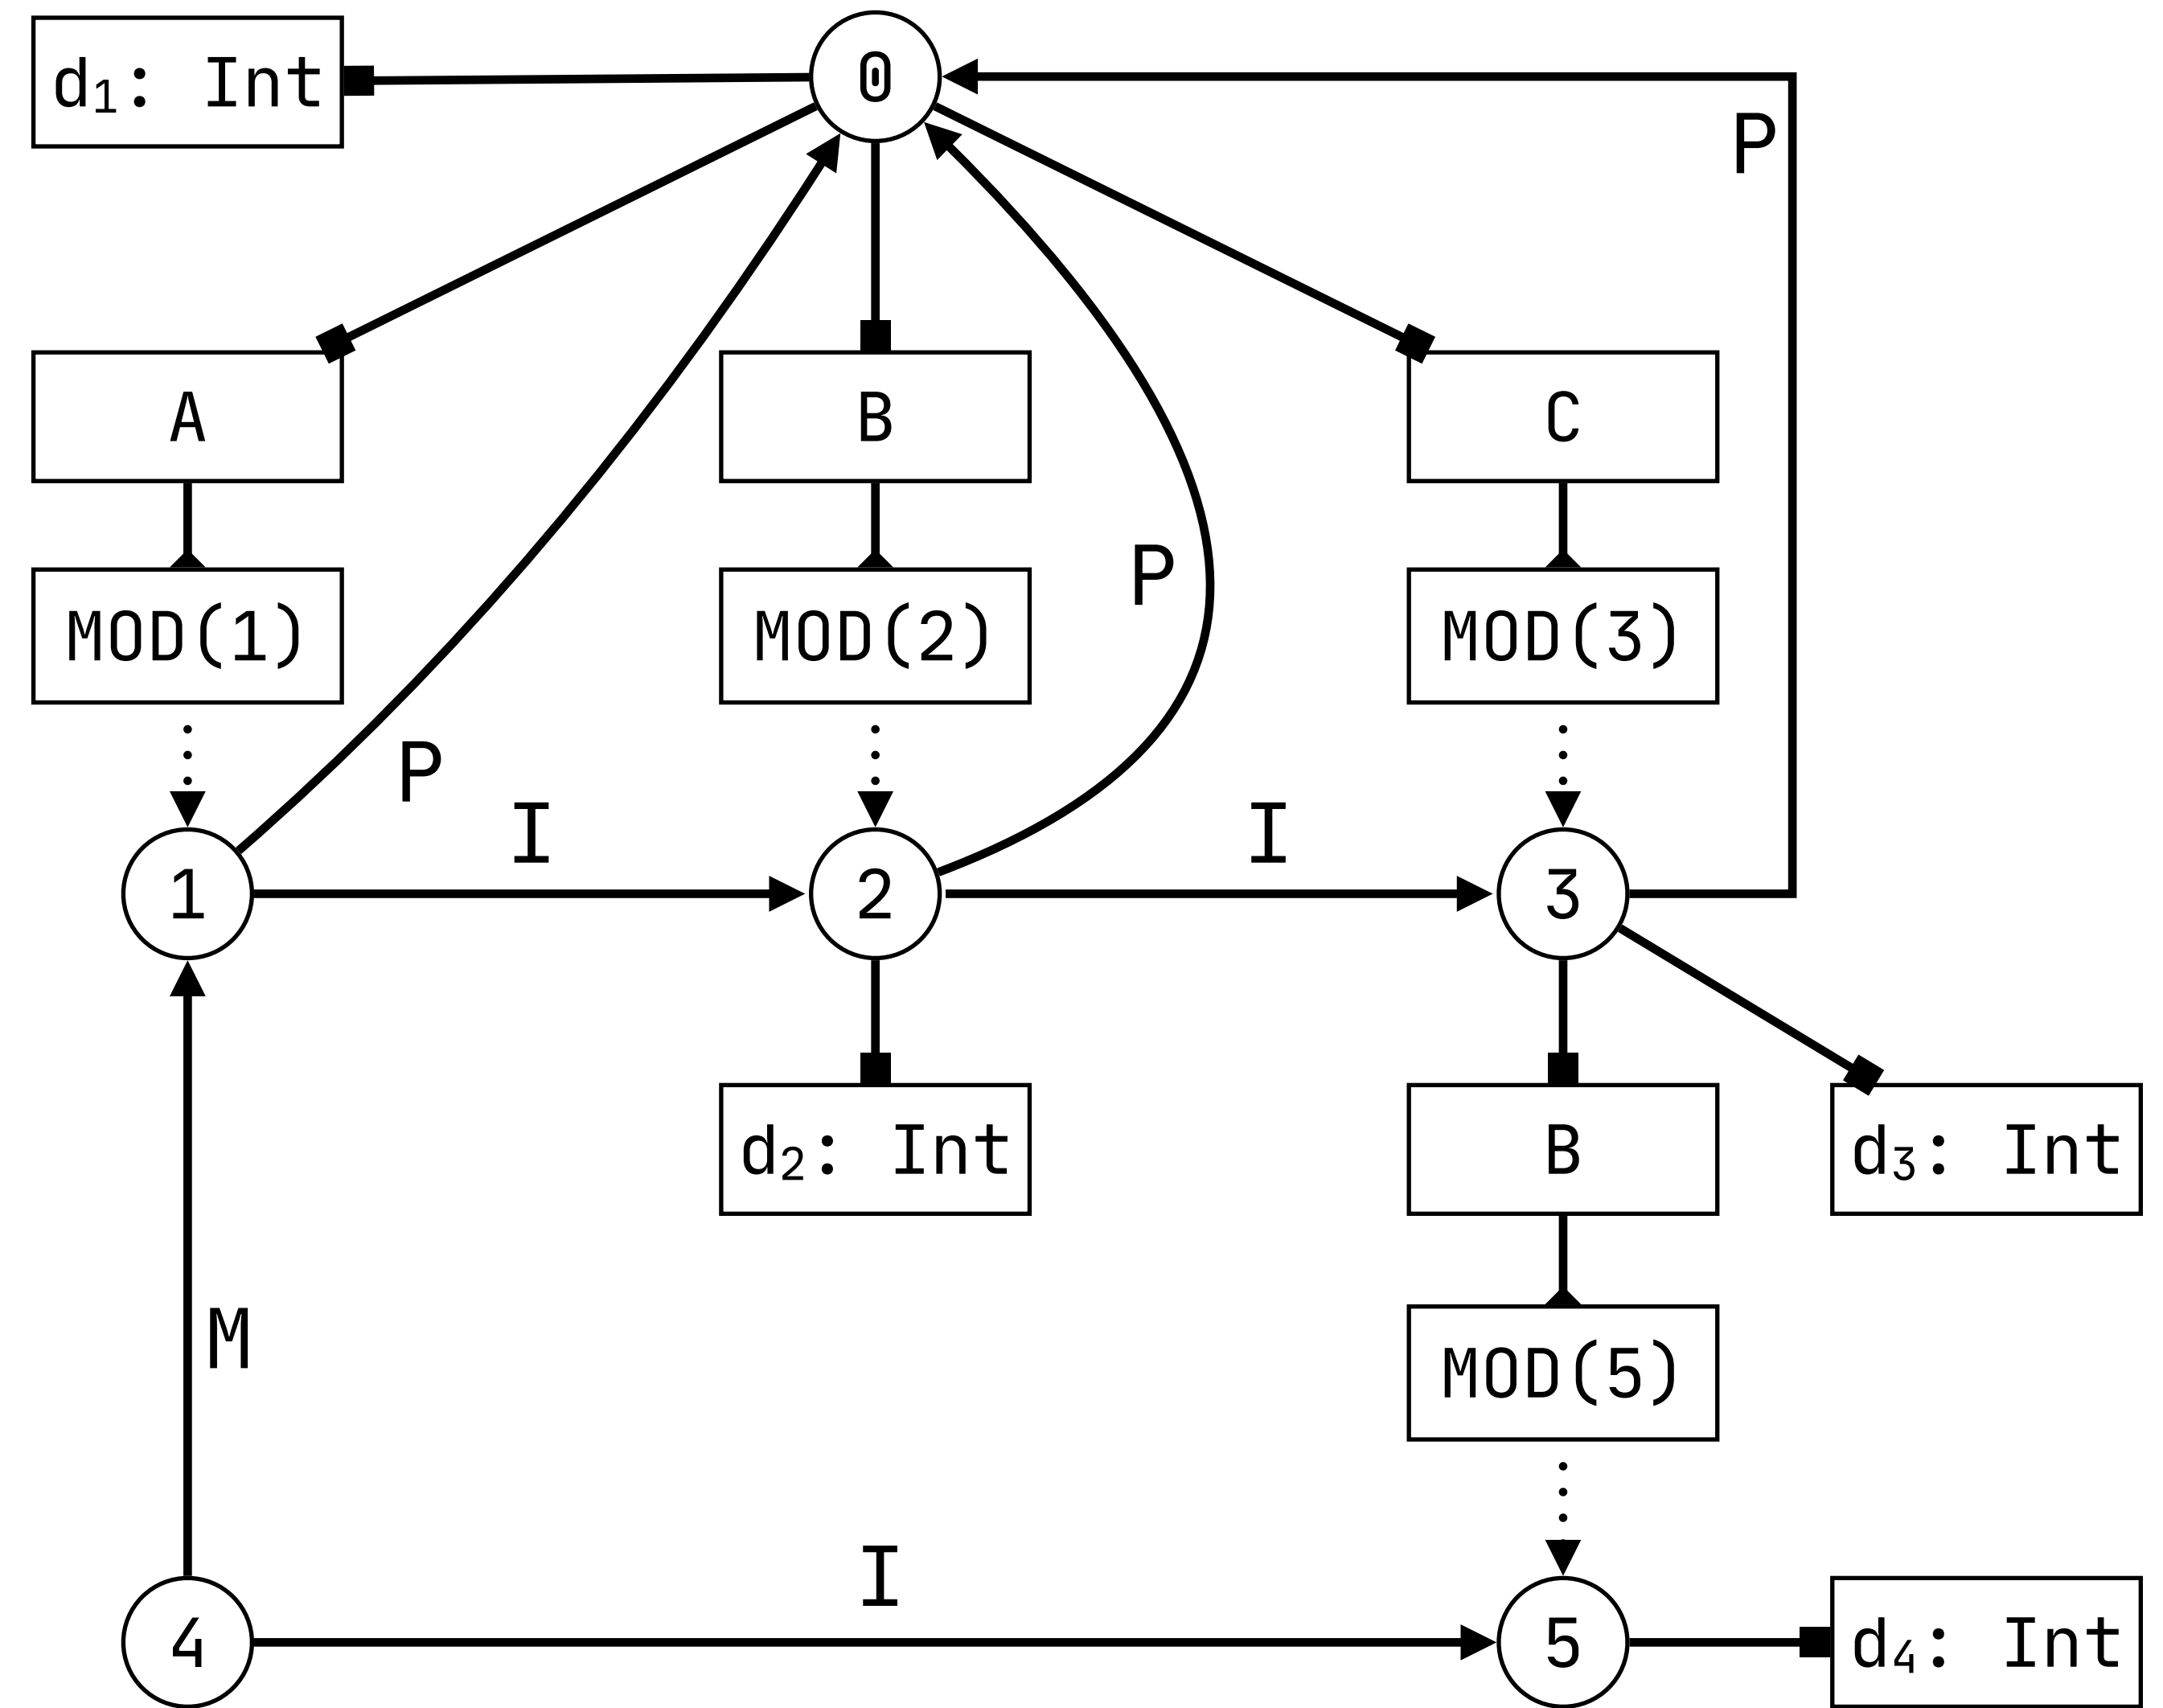 d₁: Int
0
P
A
B
C
P
MOD(1)
MOD(2)
MOD(3)
P
I
I
1
2
3
d₂: Int
B
d₃: Int
M
MOD(5)
I
4
5
d₄: Int